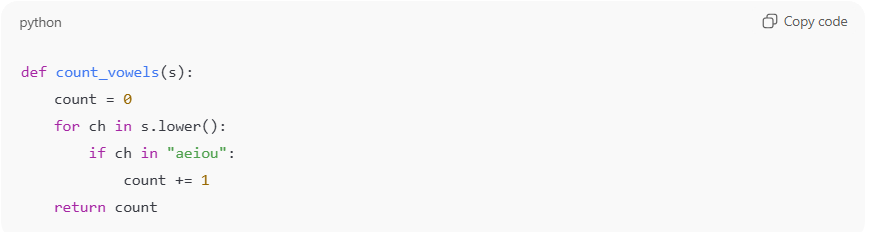 python
Copy code
def count_vowels(s):
    count = 0
    for ch in s.lower():
        if ch in "aeiou":
            count += 1
    return count